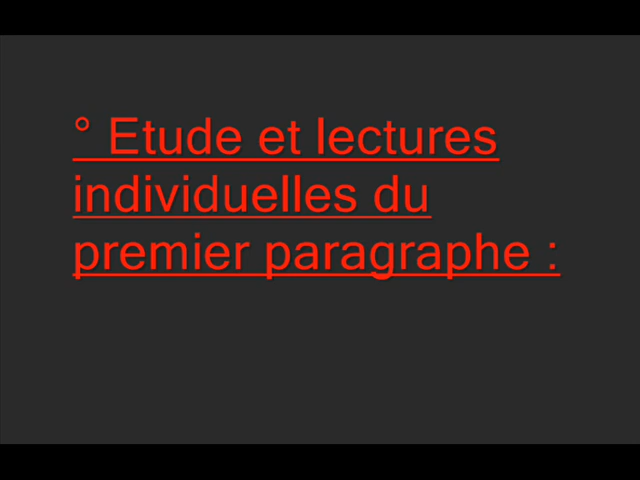 ° Etude et lectures
individuelles du
premier paragraphe :